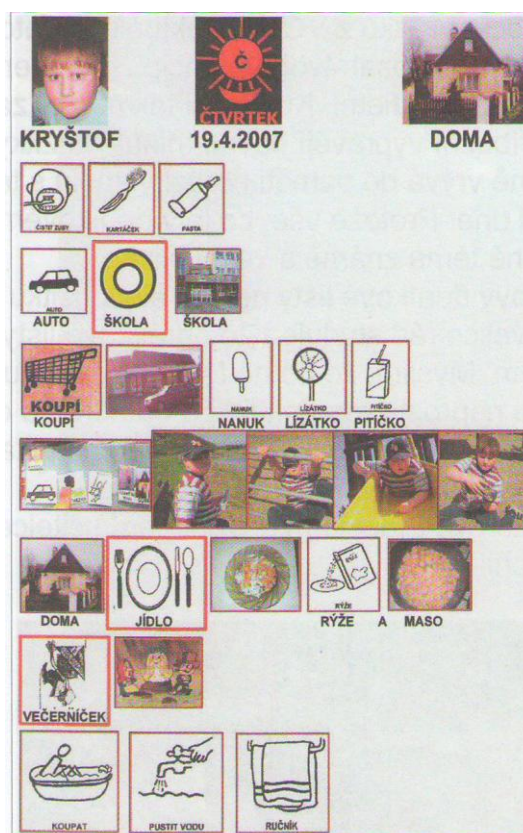 Č
ČTVRTEK
KRYŠTOF 19.4.2007 DOMA
ČISTIT ZUBY KARTÁČEK PASTA
AUTO
AUTO ŠKOLA ŠKOLA
KOUPÍ NANUK LÍZÁTKO PITÍČKO
KOUPÍ NANUK LÍZÁTKO PITÍČKO
RÝŽE
RÝŽE
DOMA JÍDLO RÝŽE A MASO
VEČERNÍČEK
KOUPAT PUSTIT VODU RUČNÍK